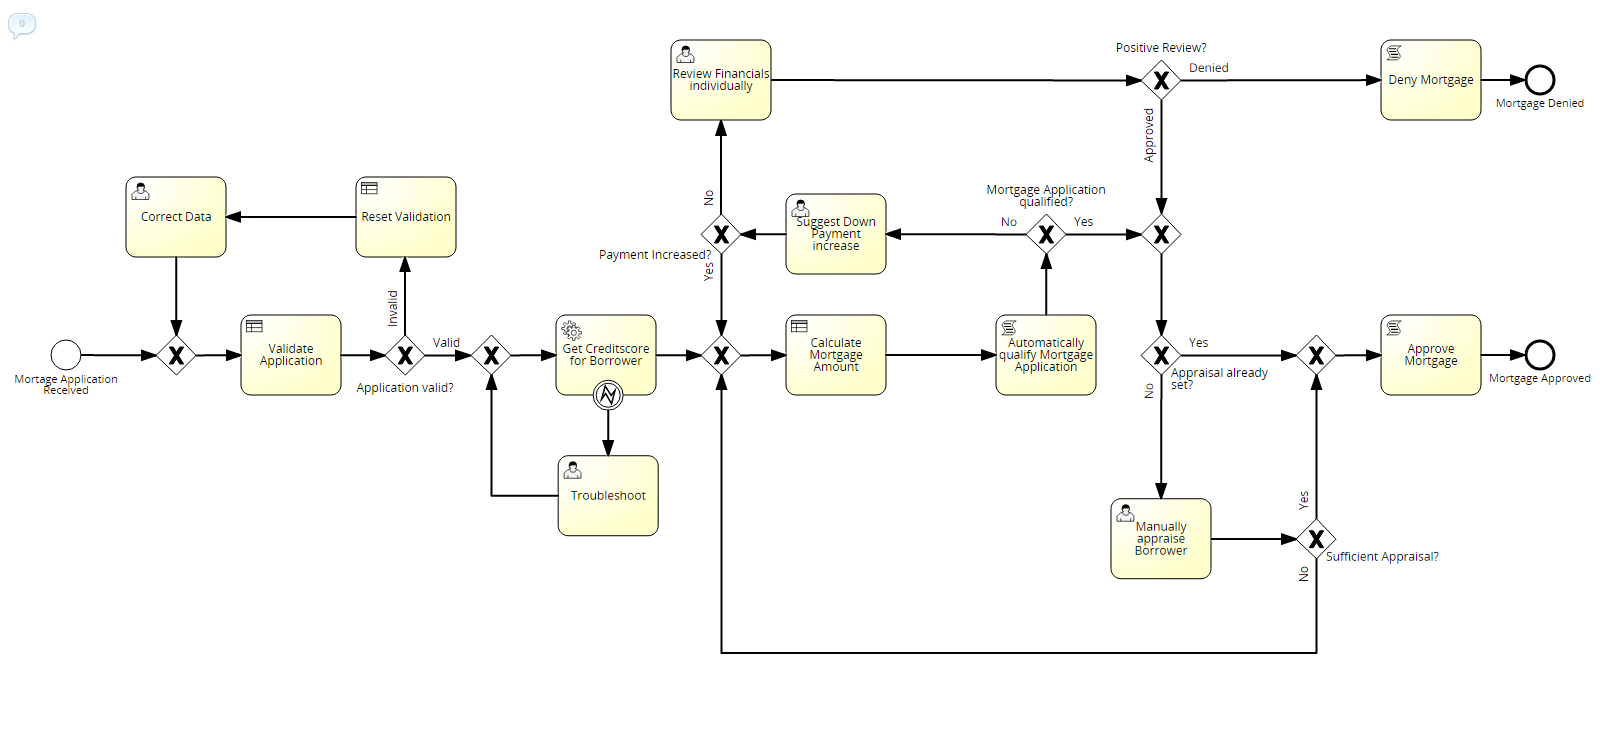 0
Positive Review?
Denied
Review Financials
individually
Deny Mortgage
Mortgage Denied
Approved
Correct Data
Reset Validation
No
Suggest Down
Payment
increase
Mortgage Application
qualified?
No
Yes
Payment Increased?
Yes
Invalid
Mortage Application
Received
Validate
Application
Valid
Application valid?
Get Creditscore
for Borrower
Calculate
Mortgage
Amount
Automatically
qualify Mortgage
Application
Yes
Appraisal already
set?
No
Approve
Mortgage
Mortgage Approved
Troubleshoot
Manually
appraise
Borrower
Yes
Sufficient Appraisal?
No